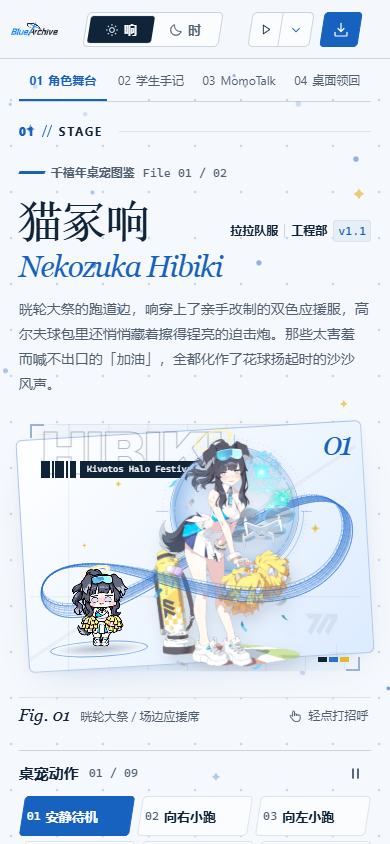 BlueArchive
响 时
01 角色舞台 02 学生手记 03 MomoTalk 04 桌面领回
01 // STAGE
千禧年桌宠图鉴 File 01 / 02
猫冢响
拉拉队服 工程部 v1.1
Nekozuka Hibiki
晄轮大祭的跑道边，响穿上了亲手改制的双色应援服，高
尔夫球包里还悄悄藏着擦得锃亮的迫击炮。那些太害羞
而喊不出口的「加油」，全都化作了花球扬起时的沙沙
风声。
HIBIKI
01
Kivotos Halo Festiv
Fig. 01 晄轮大祭 / 场边应援席 轻点打招呼
桌宠动作 01 / 09
01 安静待机 02 向右小跑 03 向左小跑